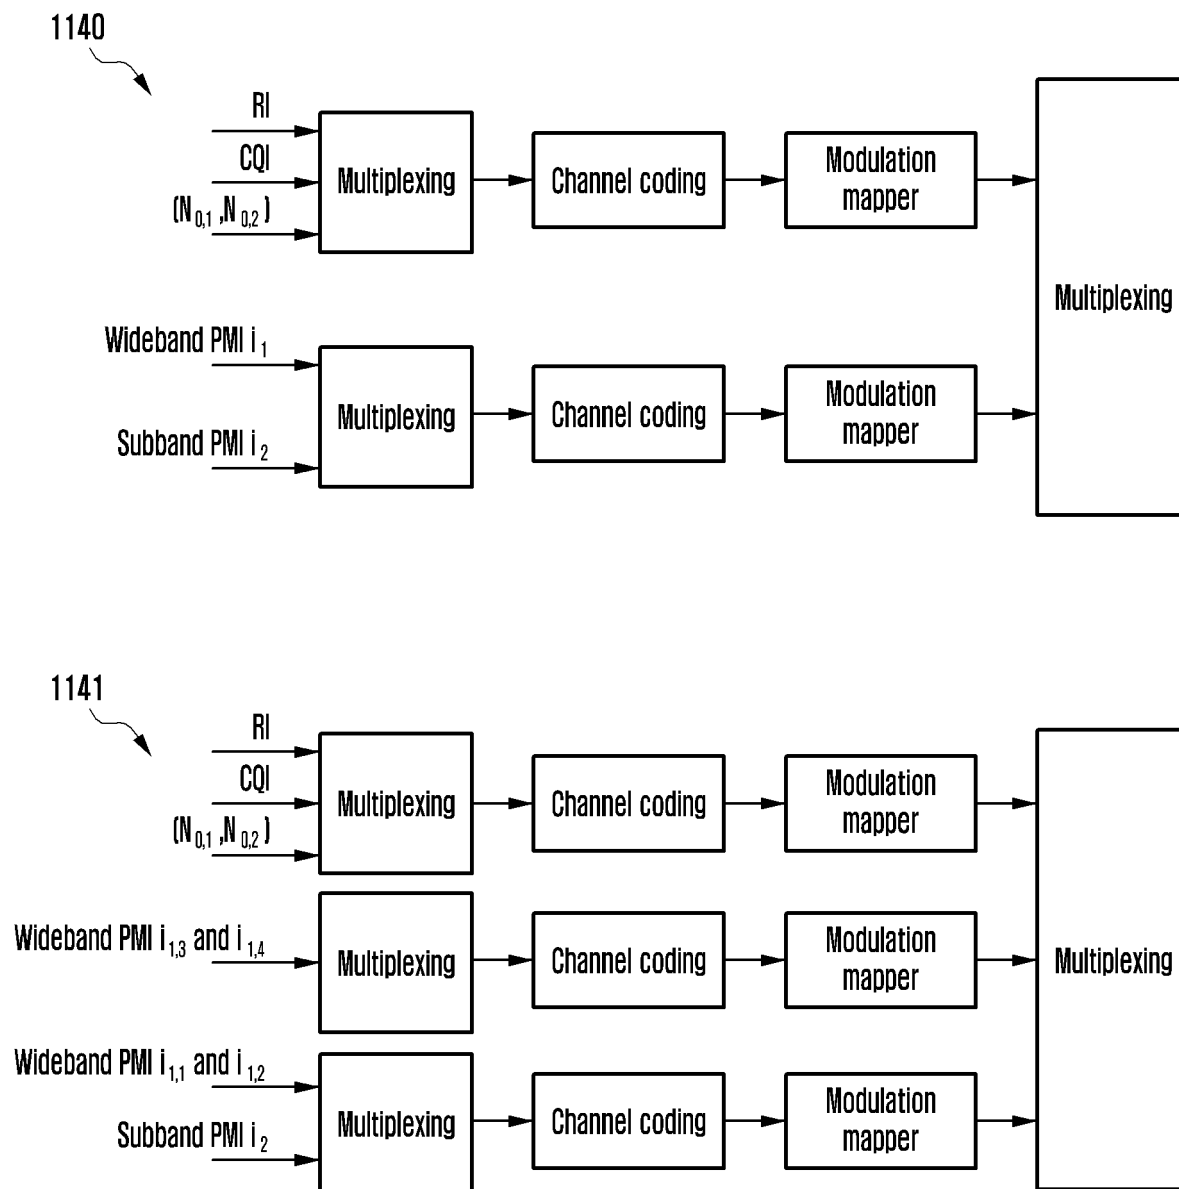 1140
RI
CQI
(N0,1 ,N0,2 )
Multiplexing
Channel coding
Modulation
mapper
Multiplexing
Wideband PMI i1
Subband PMI i2
Multiplexing
Channel coding
Modulation
mapper
1141
RI
CQI
(N0,1 ,N0,2 )
Multiplexing
Channel coding
Modulation
mapper
Wideband PMI i1,3 and i1,4
Multiplexing
Channel coding
Modulation
mapper
Multiplexing
Wideband PMI i1,1 and i1,2
Subband PMI i2
Multiplexing
Channel coding
Modulation
mapper